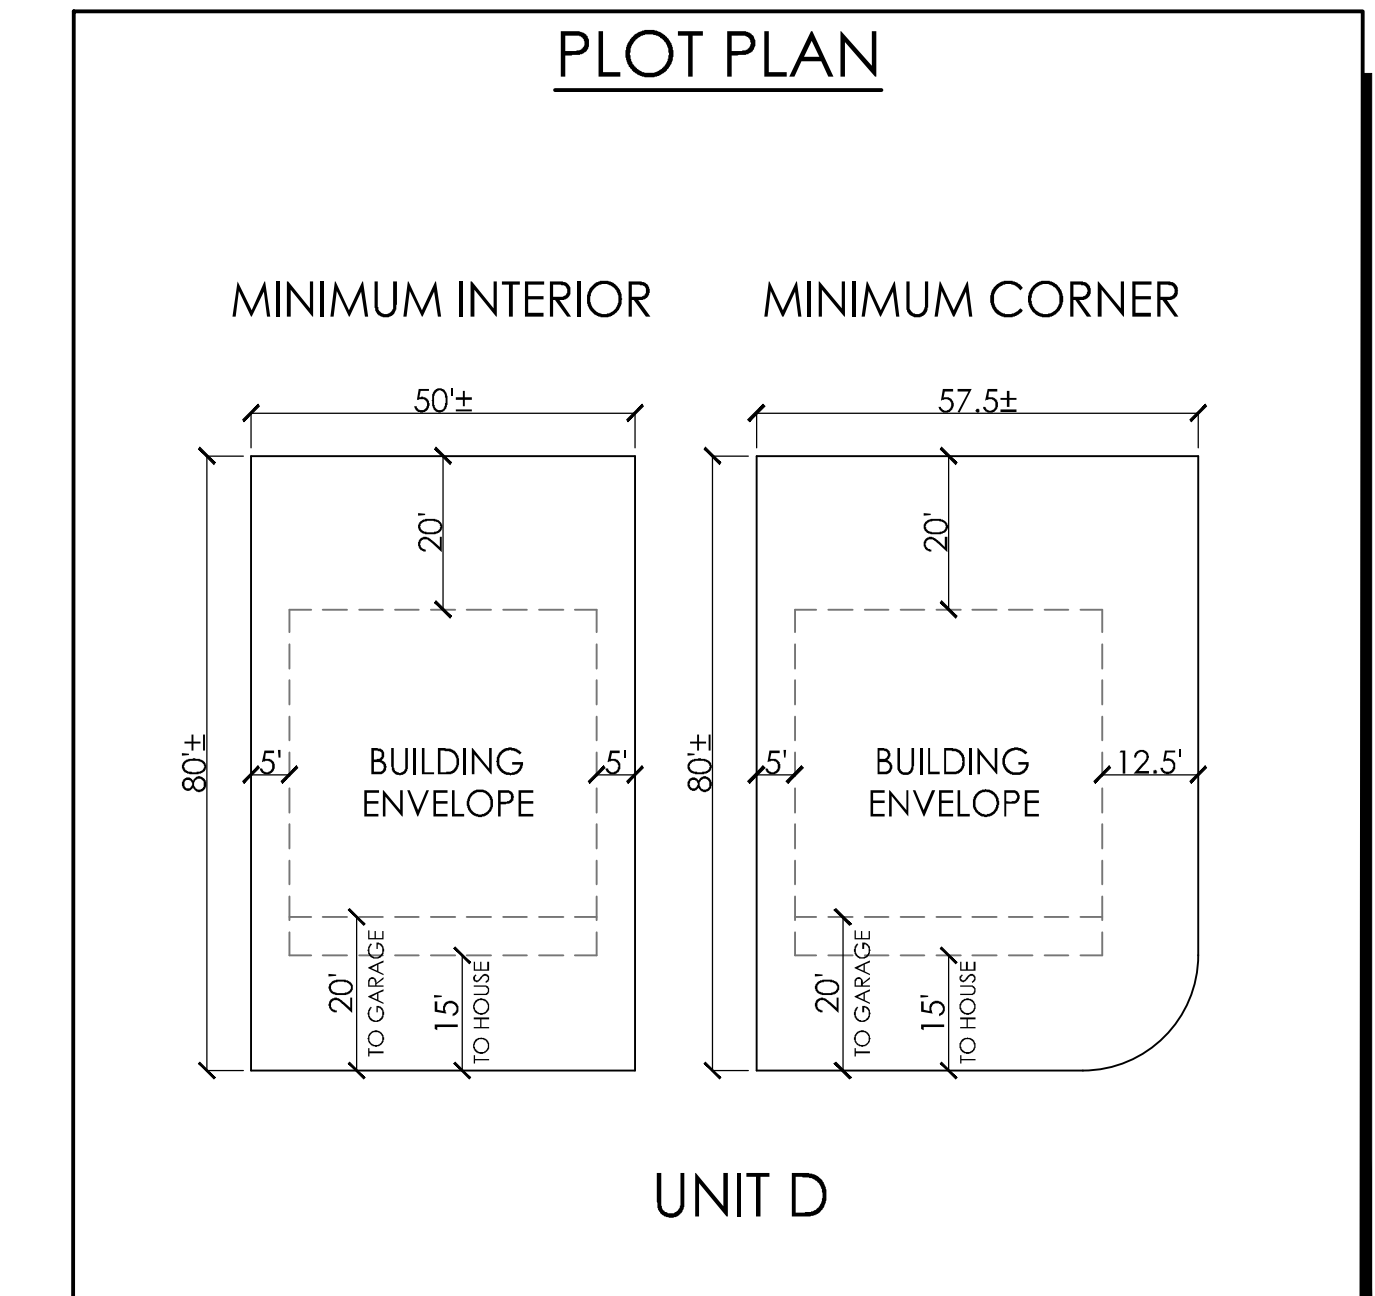 PLOT PLAN
MINIMUM INTERIOR
50'±
20'
80'±
5'
BUILDING
ENVELOPE
5'
20'
TO GARAGE
15'
TO HOUSE
MINIMUM CORNER
57.5±
20'
80'±
5'
BUILDING
ENVELOPE
12.5'
20'
TO GARAGE
15'
TO HOUSE
UNIT D